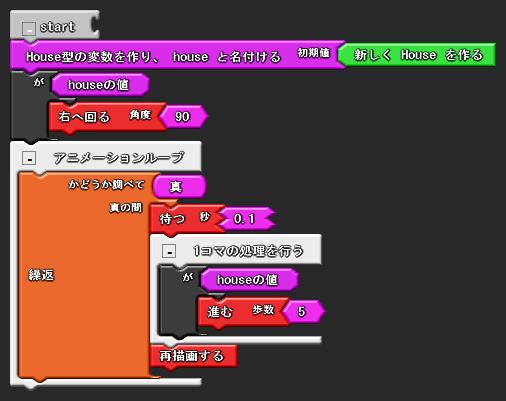 - start
House型の変数を作り、 house と名付ける 初期値 新しく House を作る
が houseの値
右へ回る 角度 90
- アニメーションループ
かどうか調べて 真
真の間
待つ 秒 0.1
- 1コマの処理を行う
繰返
が houseの値
進む 歩数 5
再描画する